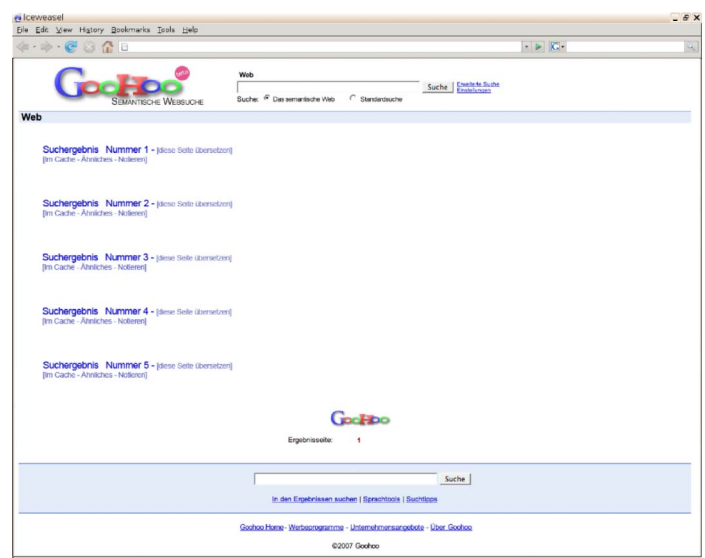 Iceweasel
File Edit View History Bookmarks Tools Help
GooHoo beta
SEMANTISCHE WEBSUCHE
Web
Suche Erweiterte Suche
Einstellungen
Suche: Das semantische Web Standardsuche
Web
Suchergebnis Nummer 1 - [diese Seite übersetzen]
[Im Cache - Ähnliches - Notieren]
Suchergebnis Nummer 2 - [diese Seite übersetzen]
[Im Cache - Ähnliches - Notieren]
Suchergebnis Nummer 3 - [diese Seite übersetzen]
[Im Cache - Ähnliches - Notieren]
Suchergebnis Nummer 4 - [diese Seite übersetzen]
[Im Cache - Ähnliches - Notieren]
Suchergebnis Nummer 5 - [diese Seite übersetzen]
[Im Cache - Ähnliches - Notieren]
GooHoo
Ergebnisseite: 1
Suche
In den Ergebnissen suchen | Sprachtools | Suchtipps
Goohoo Home - Werbeprogramme - Unternehmensangebote - Über Goohoo
©2007 Goohoo